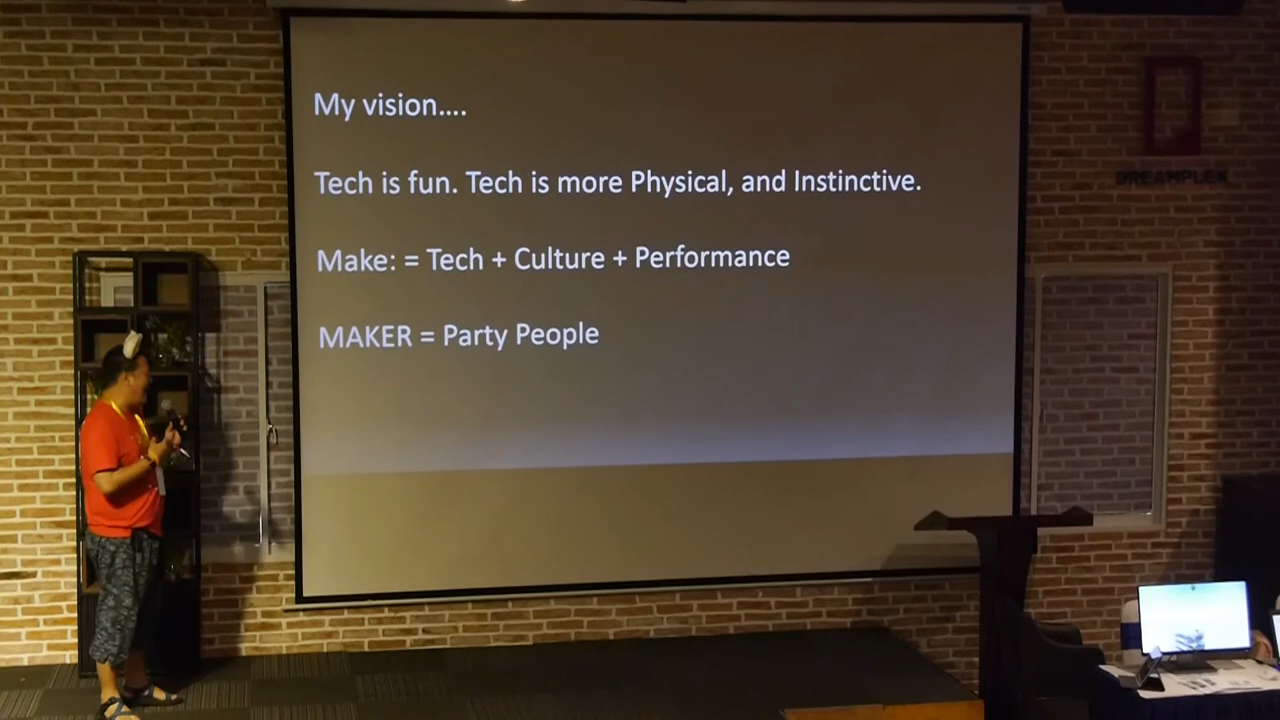 My vision....
Tech is fun. Tech is more Physical, and Instinctive.
Make: = Tech + Culture + Performance
MAKER = Party People
DREAMPLEX